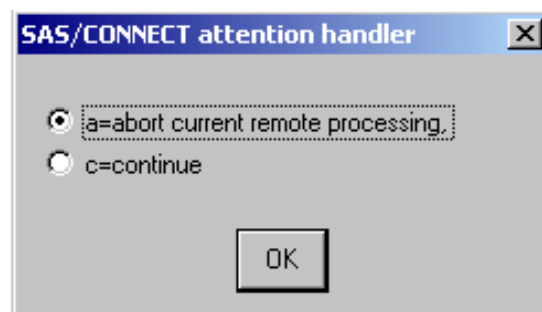 SAS/CONNECT attention handler
a=abort current remote processing,
c=continue
OK